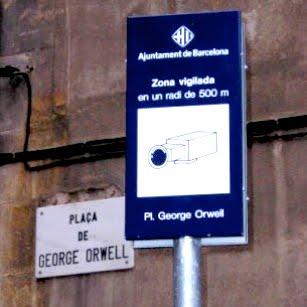 Ajuntament de Barcelona
Zona vigilada
en un radi de 500 m
Pl. George Orwell
PLAÇA
DE
GEORGE ORWELL